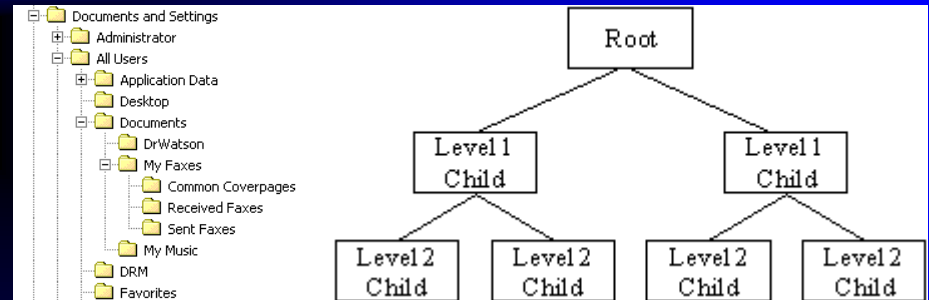 Documents and Settings
Administrator
All Users
Application Data
Desktop
Documents
DrWatson
My Faxes
Common Coverpages
Received Faxes
Sent Faxes
My Music
DRM
Favorites
Root
Level 1
Child
Level 1
Child
Level 2
Child
Level 2
Child
Level 2
Child
Level 2
Child